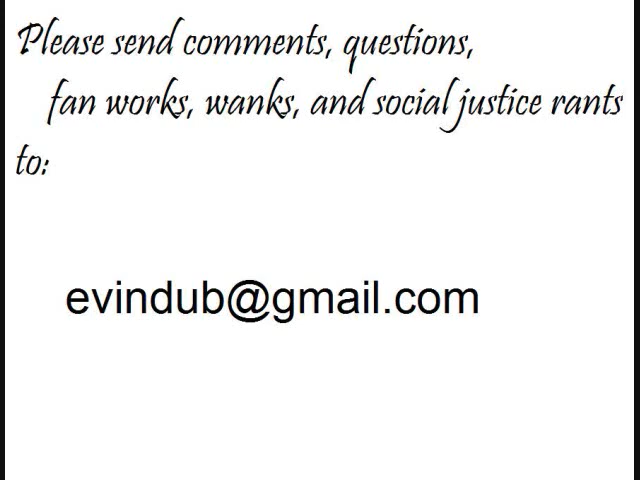 Please send comments, questions,
fan works, wanks, and social justice rants
to:
evindub@gmail.com